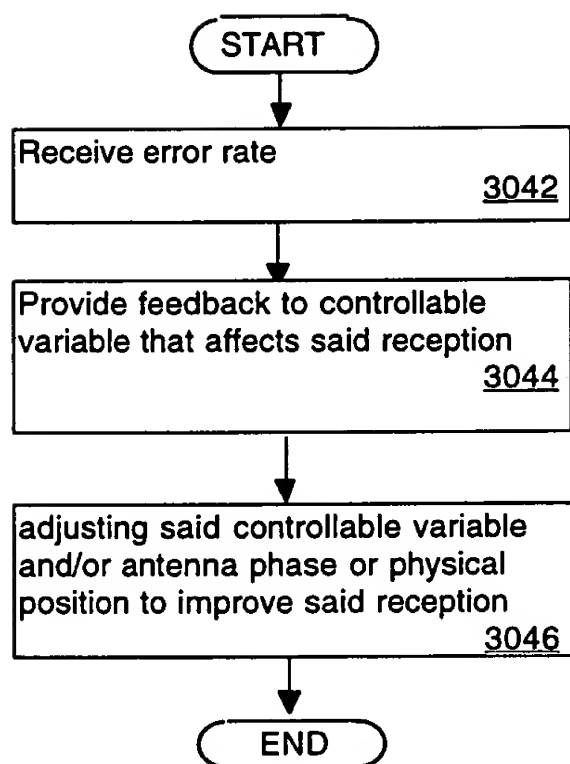 START
Receive error rate
3042
Provide feedback to controllable
variable that affects said reception
3044
adjusting said controllable variable
and/or antenna phase or physical
position to improve said reception
3046
END